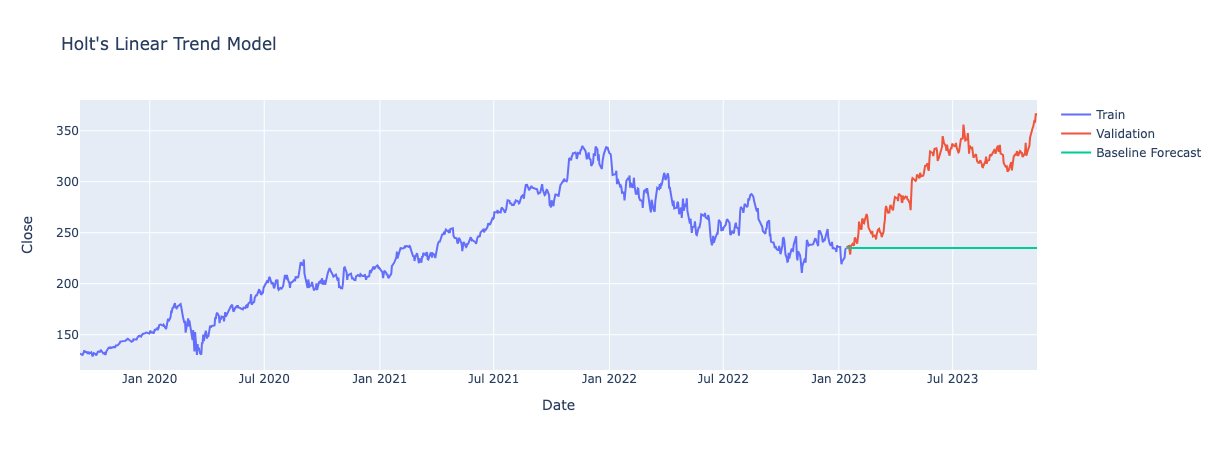 Holt's Linear Trend Model
Train
Validation
Baseline Forecast
Close
350
300
250
200
150
Jan 2020
Jul 2020
Jan 2021
Jul 2021
Jan 2022
Jul 2022
Jan 2023
Jul 2023
Date